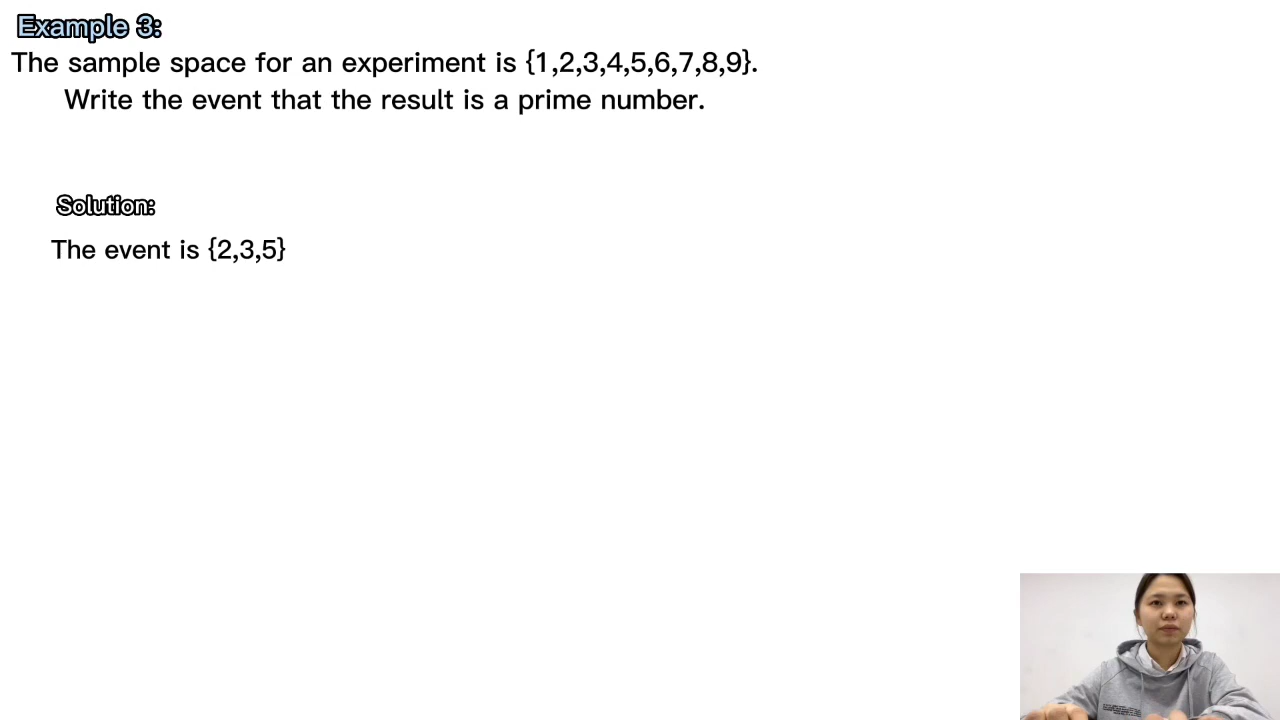 Example 3:
The sample space for an experiment is {1,2,3,4,5,6,7,8,9}.
Write the event that the result is a prime number.
Solution:
The event is {2,3,5}